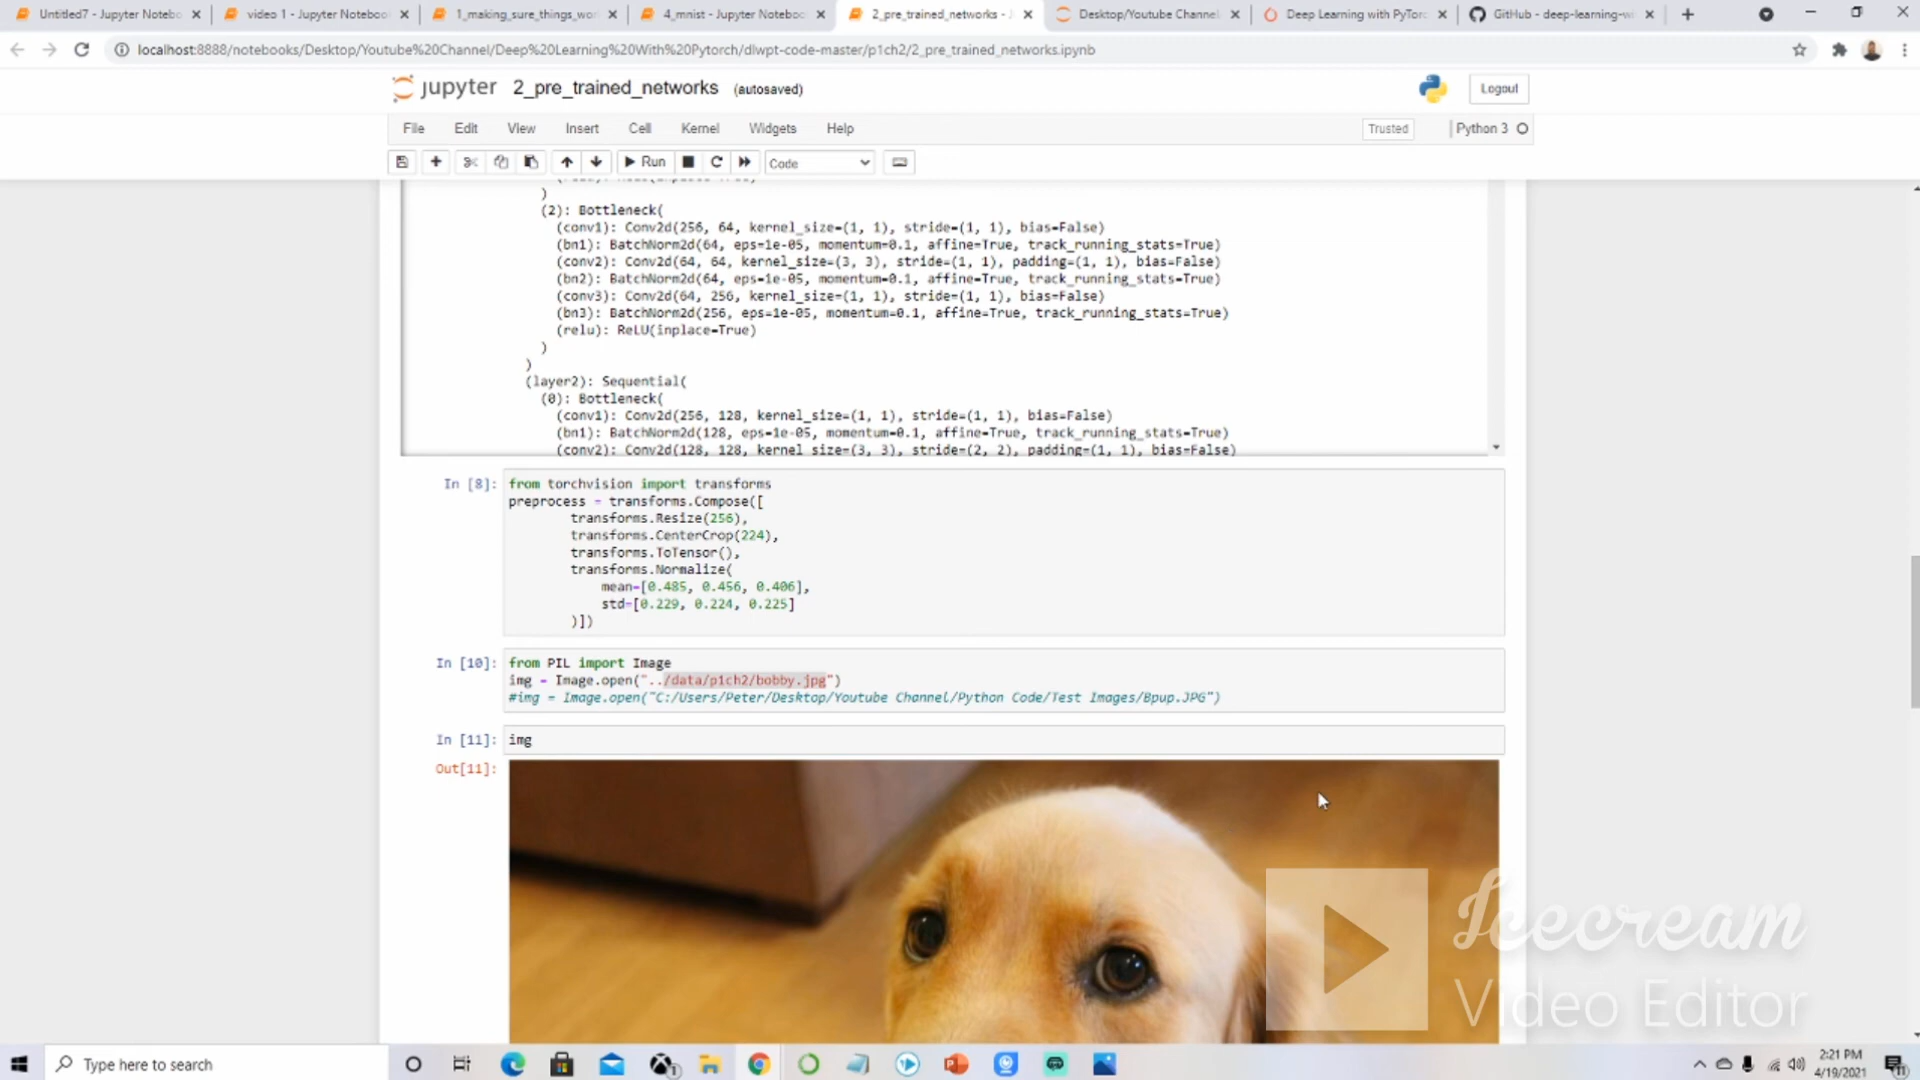 Untitled7 - Jupyter Notebo
video 1 - Jupyter Notebo
1_making_sure_things_wor
4_mnist - Jupyter Notebo
2_pre_trained_networks - J
Desktop/Youtube Channel
Deep Learning with PyTor
GitHub - deep-learning-w
localhost:8888/notebooks/Desktop/Youtube%20Channel/Deep%20Learning%20With%20Pytorch/dlwpt-code-master/p1ch2/2_pre_trained_networks.ipynb
jupyter 2_pre_trained_networks (autosaved)
Logout
File Edit View Insert Cell Kernel Widgets Help
Trusted
Python 3
Run
Code
)
(2): Bottleneck(
(conv1): Conv2d(256, 64, kernel_size=(1, 1), stride=(1, 1), bias=False)
(bn1): BatchNorm2d(64, eps=1e-05, momentum=0.1, affine=True, track_running_stats=True)
(conv2): Conv2d(64, 64, kernel_size=(3, 3), stride=(1, 1), padding=(1, 1), bias=False)
(bn2): BatchNorm2d(64, eps=1e-05, momentum=0.1, affine=True, track_running_stats=True)
(conv3): Conv2d(64, 256, kernel_size=(1, 1), stride=(1, 1), bias=False)
(bn3): BatchNorm2d(256, eps=1e-05, momentum=0.1, affine=True, track_running_stats=True)
(relu): ReLU(inplace=True)
)
)
(layer2): Sequential(
(0): Bottleneck(
(conv1): Conv2d(256, 128, kernel_size=(1, 1), stride=(1, 1), bias=False)
(bn1): BatchNorm2d(128, eps=1e-05, momentum=0.1, affine=True, track_running_stats=True)
(conv2): Conv2d(128, 128, kernel_size=(3, 3), stride=(2, 2), padding=(1, 1), bias=False)
In [8]: from torchvision import transforms
preprocess = transforms.Compose([
transforms.Resize(256),
transforms.CenterCrop(224),
transforms.ToTensor(),
transforms.Normalize(
mean=[0.485, 0.456, 0.406],
std=[0.229, 0.224, 0.225]
)])
In [10]: from PIL import Image
img = Image.open("../data/p1ch2/bobby.jpg")
#img = Image.open("C:/Users/Peter/Desktop/Youtube Channel/Python Code/Test Images/Bpup.JPG")
In [11]: img
Out[11]:
Icecream
Video Editor
Type here to search
2:21 PM
4/19/2021